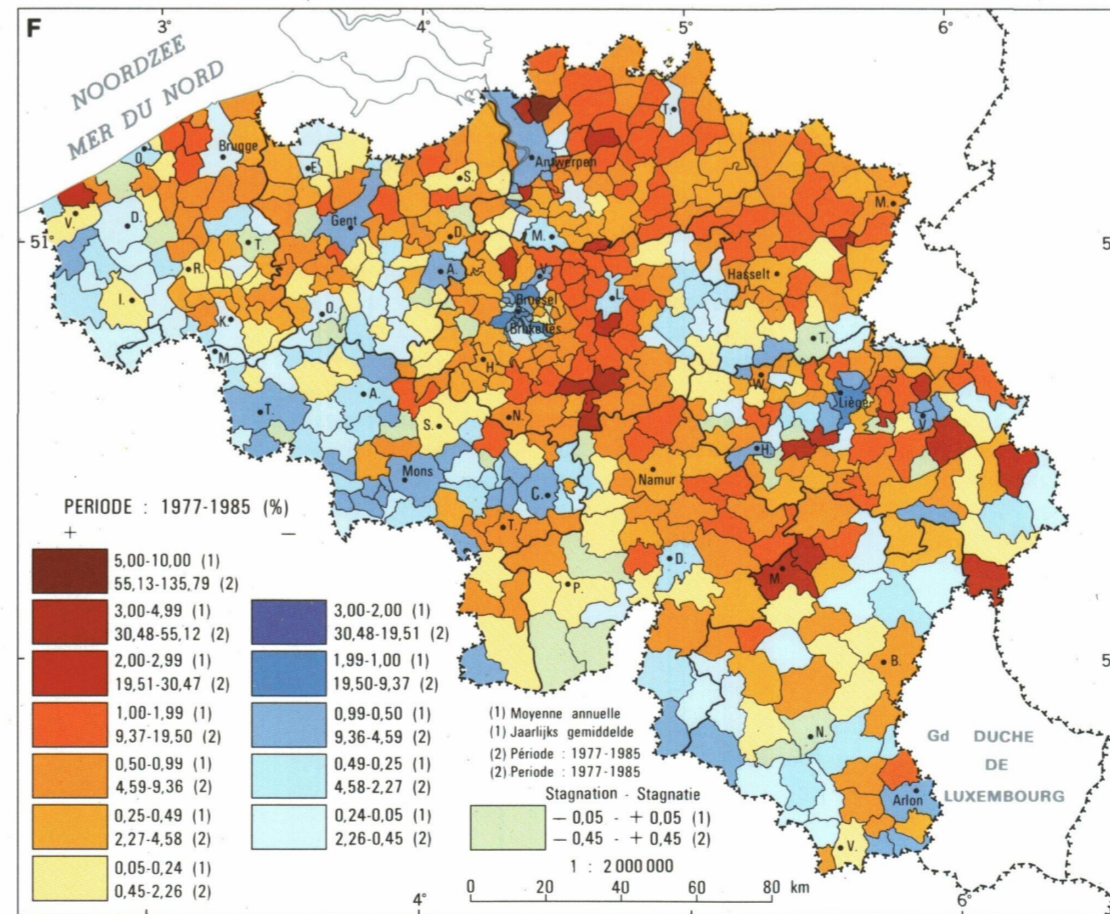 F
3°
4°
5°
6°
NOORDZEE
MER DU NORD
T.
O.
Brugge
E.
S.
Antwerpen
M.
V.
D.
Gent
51°
5
T.
D.
M.
R.
A.
V.
Hasselt
I.
Brussel
L.
K.
O.
Bruxelles
T.
M.
H.
W.
Liège
A.
T.
S.
N.
V.
H.
Mons
Namur
C.
T.
D.
M.
P.
B.
N.
Arlon
V.
5
PERIODE : 1977-1985 (%)
+
—
5,00-10,00 (1)
55,13-135,79 (2)
3,00-4,99 (1)
30,48-55,12 (2)
2,00-2,99 (1)
19,51-30,47 (2)
1,00-1,99 (1)
9,37-19,50 (2)
0,50-0,99 (1)
4,59-9,36 (2)
0,25-0,49 (1)
2,27-4,58 (2)
0,05-0,24 (1)
0,45-2,26 (2)
3,00-2,00 (1)
30,48-19,51 (2)
1,99-1,00 (1)
19,50-9,37 (2)
0,99-0,50 (1)
9,36-4,59 (2)
0,49-0,25 (1)
4,58-2,27 (2)
0,24-0,05 (1)
2,26-0,45 (2)
(1) Moyenne annuelle
(1) Jaarlijks gemiddelde
(2) Période : 1977-1985
(2) Periode : 1977-1985
Stagnation - Stagnatie
— 0,05 - + 0,05 (1)
— 0,45 - + 0,45 (2)
1 : 2 000 000
0 20 40 60 80 km
Gd DUCHE
DE
LUXEMBOURG
4°
6°